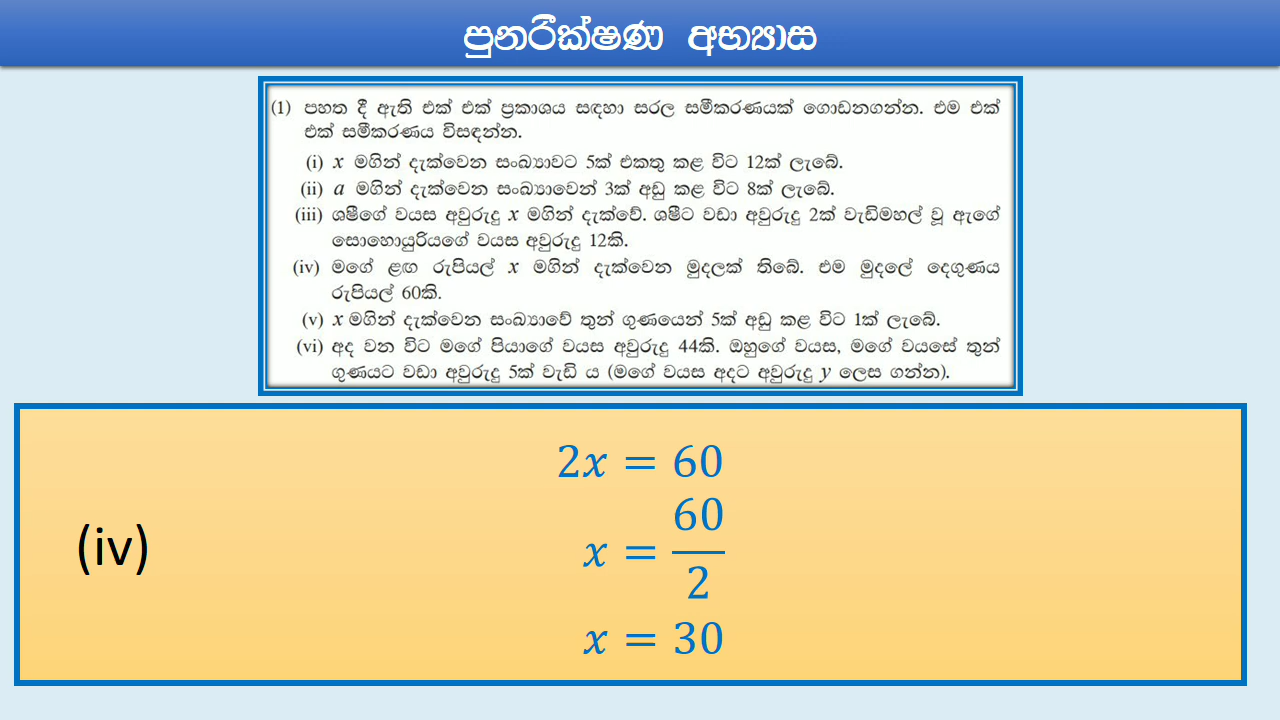 පුනරීක්ෂණ අභ්‍යාස
(1) පහත දී ඇති එක් එක් ප්‍රකාශය සඳහා සරල සමීකරණයක් ගොඩනගන්න. එම එක්
එක් සමීකරණය විසඳන්න.
(i) x මගින් දැක්වෙන සංඛ්‍යාවට 5ක් එකතු කළ විට 12ක් ලැබේ.
(ii) a මගින් දැක්වෙන සංඛ්‍යාවෙන් 3ක් අඩු කළ විට 8ක් ලැබේ.
(iii) ශෂීගේ වයස අවුරුදු x මගින් දැක්වේ. ශෂීට වඩා අවුරුදු 2ක් වැඩිමහල් වූ ඇගේ
සොහොයුරියගේ වයස අවුරුදු 12කි.
(iv) මගේ ළඟ රුපියල් x මගින් දැක්වෙන මුදලක් තිබේ. එම මුදලේ දෙගුණය
රුපියල් 60කි.
(v) x මගින් දැක්වෙන සංඛ්‍යාවේ තුන් ගුණයෙන් 5ක් අඩු කළ විට 1ක් ලැබේ.
(vi) අද වන විට මගේ පියාගේ වයස අවුරුදු 44කි. ඔහුගේ වයස, මගේ වයසේ තුන්
ගුණයට වඩා අවුරුදු 5ක් වැඩි ය (මගේ වයස අදට අවුරුදු y ලෙස ගන්න).
(iv)
2x = 60
x = 60/2
x = 30